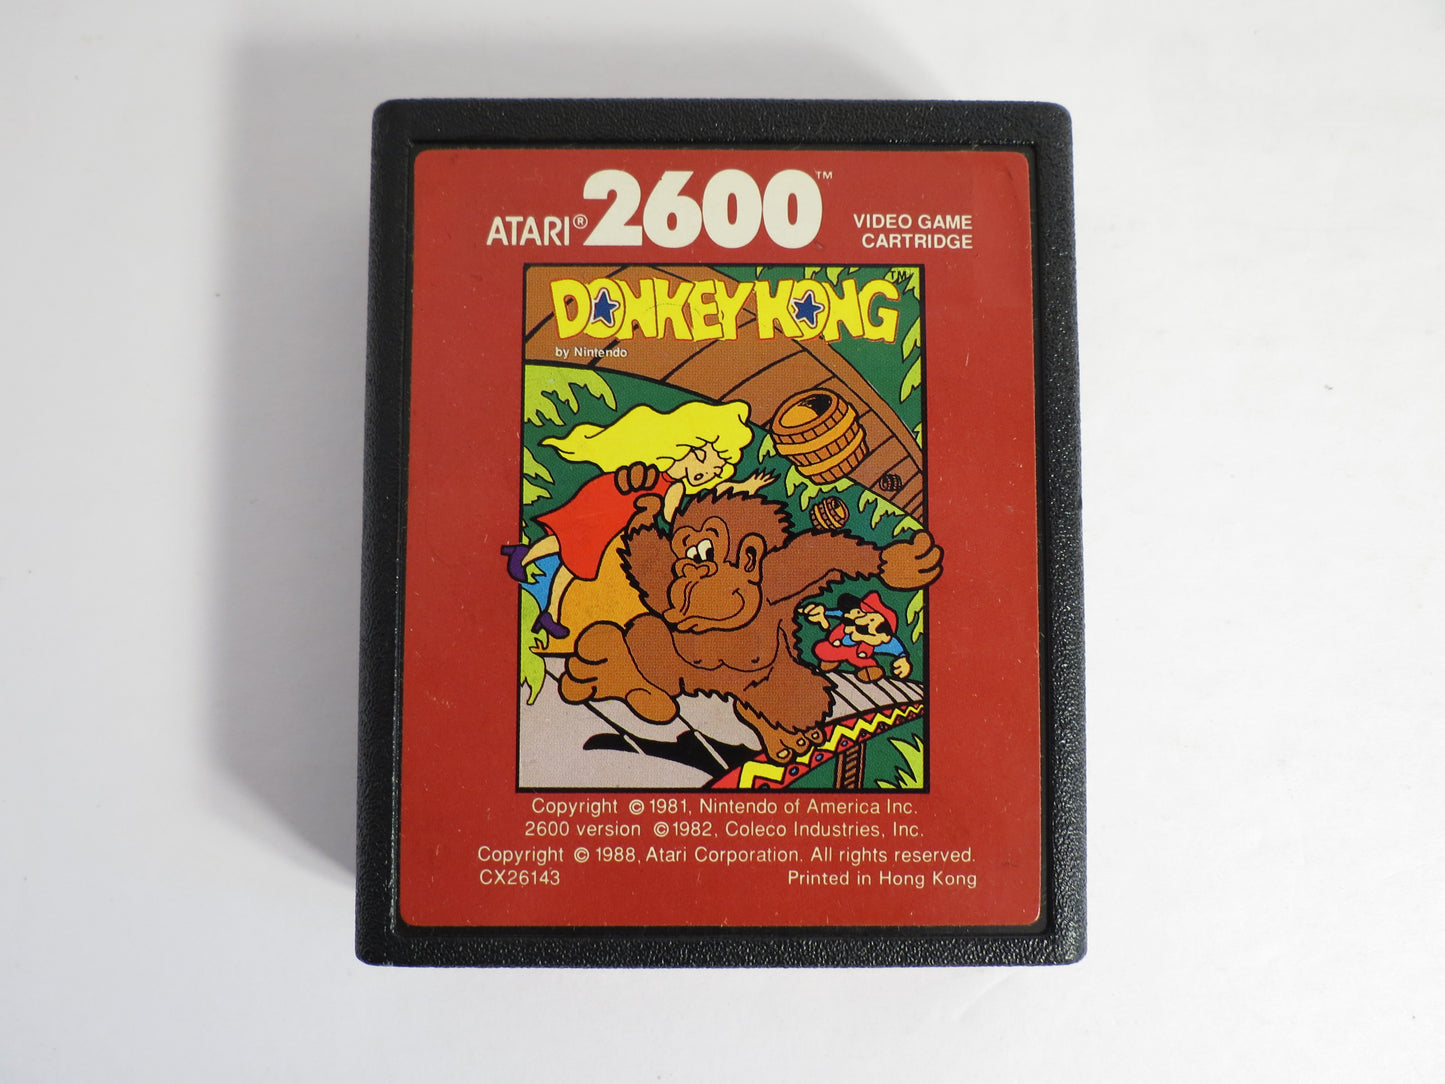 ATARI® 2600™ VIDEO GAME
CARTRIDGE
DONKEY KONG™
by Nintendo
Copyright © 1981, Nintendo of America Inc.
2600 version ©1982, Coleco Industries, Inc.
Copyright © 1988, Atari Corporation. All rights reserved.
CX26143 Printed in Hong Kong